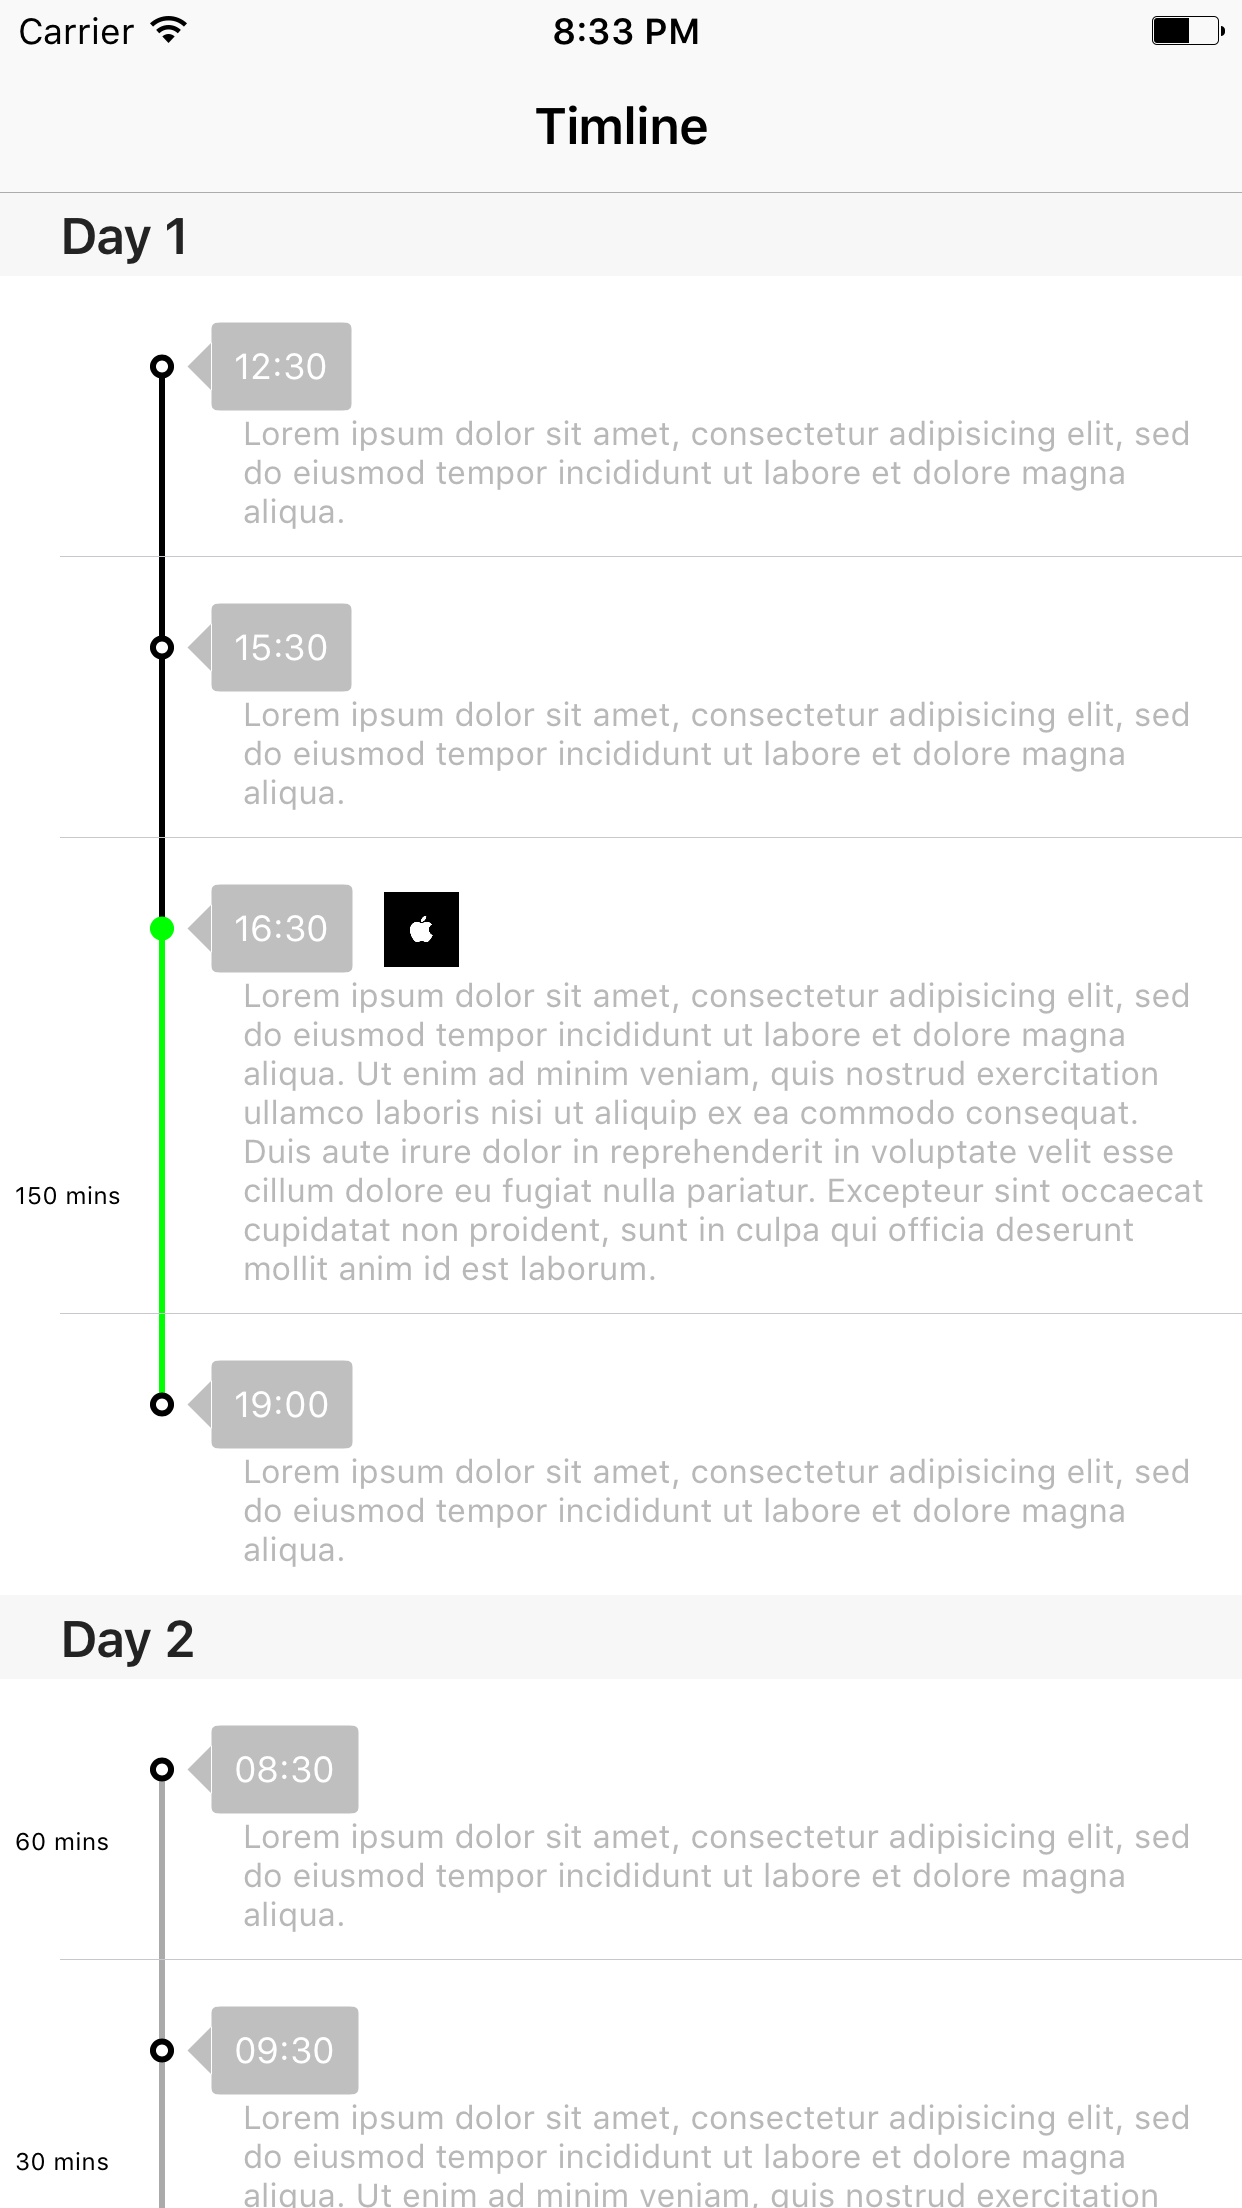 Carrier 8:33 PM
Timline
Day 1
12:30
Lorem ipsum dolor sit amet, consectetur adipisicing elit, sed
do eiusmod tempor incididunt ut labore et dolore magna
aliqua.
15:30
Lorem ipsum dolor sit amet, consectetur adipisicing elit, sed
do eiusmod tempor incididunt ut labore et dolore magna
aliqua.
16:30
Lorem ipsum dolor sit amet, consectetur adipisicing elit, sed
do eiusmod tempor incididunt ut labore et dolore magna
aliqua. Ut enim ad minim veniam, quis nostrud exercitation
ullamco laboris nisi ut aliquip ex ea commodo consequat.
Duis aute irure dolor in reprehenderit in voluptate velit esse
150 mins
cillum dolore eu fugiat nulla pariatur. Excepteur sint occaecat
cupidatat non proident, sunt in culpa qui officia deserunt
mollit anim id est laborum.
19:00
Lorem ipsum dolor sit amet, consectetur adipisicing elit, sed
do eiusmod tempor incididunt ut labore et dolore magna
aliqua.
Day 2
08:30
60 mins
Lorem ipsum dolor sit amet, consectetur adipisicing elit, sed
do eiusmod tempor incididunt ut labore et dolore magna
aliqua.
09:30
Lorem ipsum dolor sit amet, consectetur adipisicing elit, sed
30 mins
do eiusmod tempor incididunt ut labore et dolore magna
aliqua. Ut enim ad minim veniam, quis nostrud exercitation